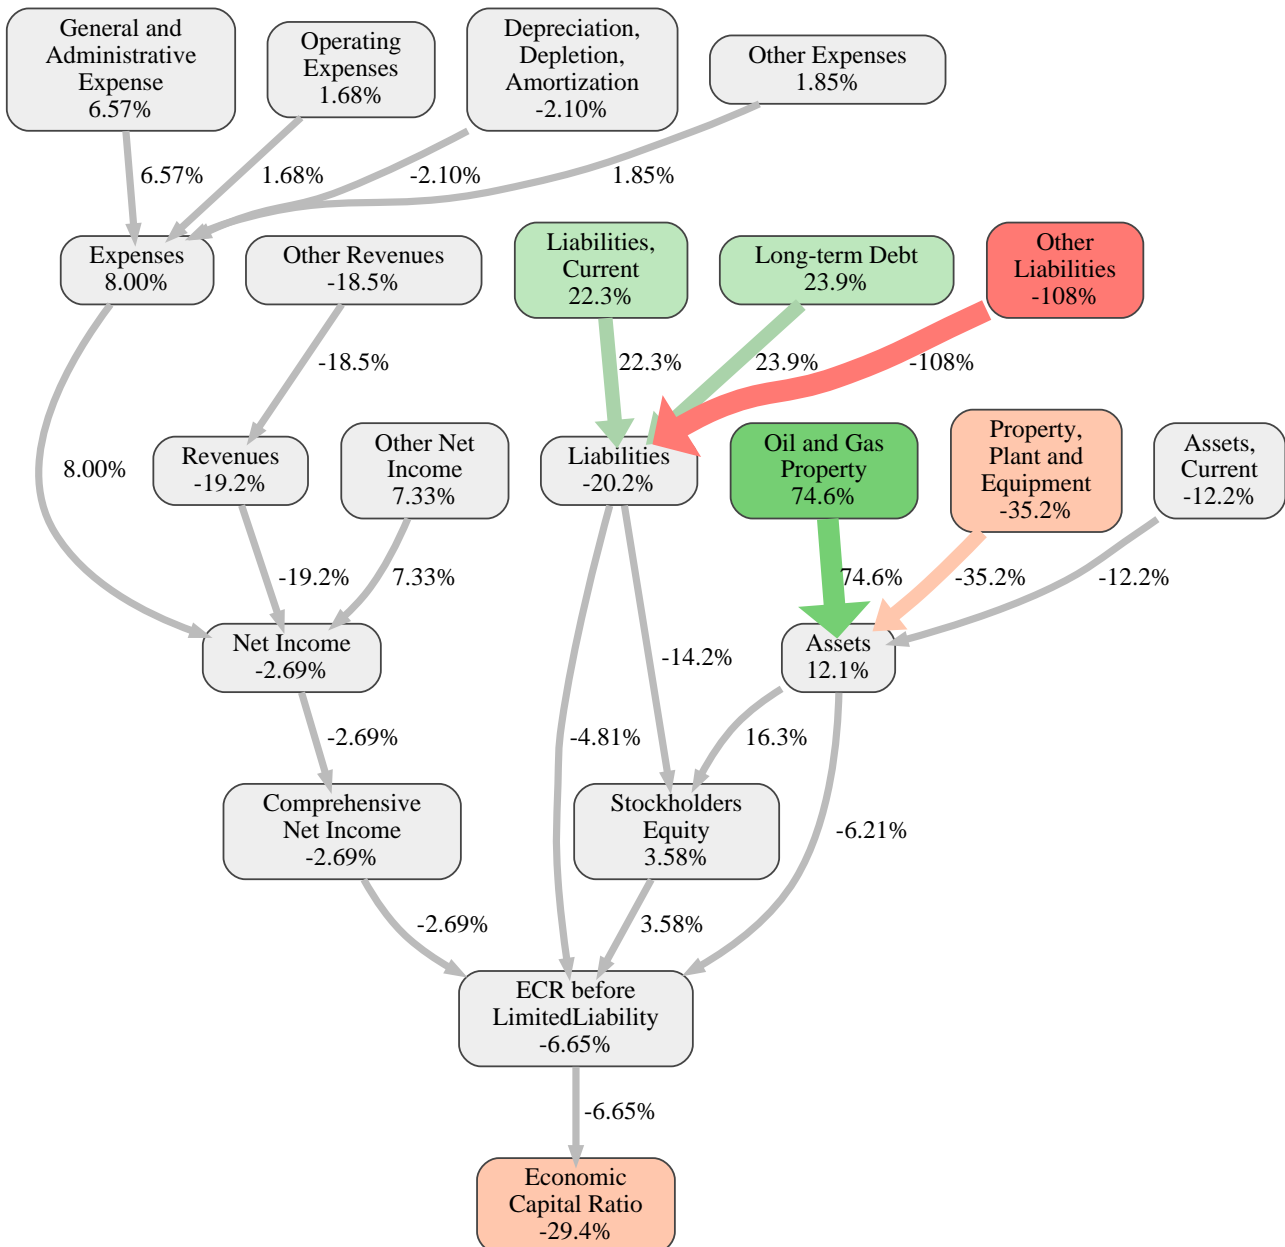 General and
Administrative
Expense
6.57%
Operating
Expenses
1.68%
Depreciation,
Depletion,
Amortization
-2.10%
Other Expenses
1.85%
6.57%
1.68%
-2.10%
1.85%
Expenses
8.00%
Other Revenues
-18.5%
Liabilities,
Current
22.3%
Long-term Debt
23.9%
Other
Liabilities
-108%
-18.5%
22.3%
23.9%
-108%
8.00%
Revenues
-19.2%
Other Net
Income
7.33%
Liabilities
-20.2%
Oil and Gas
Property
74.6%
Property,
Plant and
Equipment
-35.2%
Assets,
Current
-12.2%
-19.2%
7.33%
74.6%
-35.2%
-12.2%
Net Income
-2.69%
-14.2%
Assets
12.1%
-2.69%
-4.81%
16.3%
Comprehensive
Net Income
-2.69%
Stockholders
Equity
3.58%
-6.21%
-2.69%
3.58%
ECR before
LimitedLiability
-6.65%
-6.65%
Economic
Capital Ratio
-29.4%